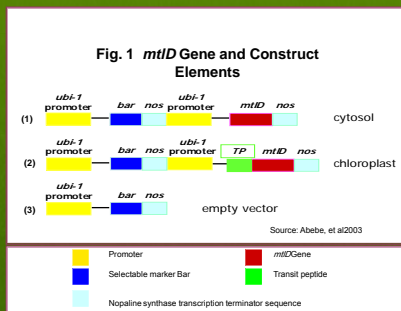 Fig. 1 mtlD Gene and Construct
Elements
ubi-1 ubi-1
promoter bar nos promoter mtlD nos
(1) cytosol
ubi-1 ubi-1
promoter bar nos promoter TP mtlD nos
(2) chloroplast
ubi-1
promoter bar nos
(3) empty vector
Source: Abebe, et al2003
Promoter mtlDGene
Selectable marker Bar Transit peptide
Nopaline synthase transcription terminator sequence